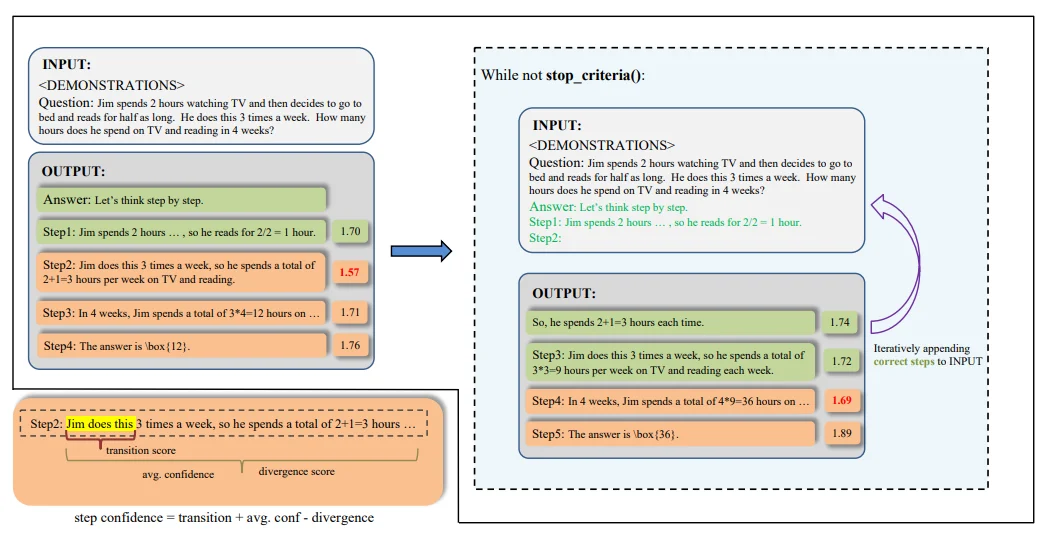 INPUT:
<DEMONSTRATIONS>
Question: Jim spends 2 hours watching TV and then decides to go to
bed and reads for half as long. He does this 3 times a week. How many
hours does he spend on TV and reading in 4 weeks?
OUTPUT:
Answer: Let's think step by step.
Step1: Jim spends 2 hours … , so he reads for 2/2 = 1 hour.
1.70
Step2: Jim does this 3 times a week, so he spends a total of
2+1=3 hours per week on TV and reading.
1.57
Step3: In 4 weeks, Jim spends a total of 3*4=12 hours on …
1.71
Step4: The answer is \box{12}.
1.76
Step2: Jim does this 3 times a week, so he spends a total of 2+1=3 hours …
transition score
avg. confidence
divergence score
step confidence = transition + avg. conf - divergence
While not stop_criteria():
INPUT:
<DEMONSTRATIONS>
Question: Jim spends 2 hours watching TV and then decides to go to
bed and reads for half as long. He does this 3 times a week. How many
hours does he spend on TV and reading in 4 weeks?
Answer: Let's think step by step.
Step1: Jim spends 2 hours … , so he reads for 2/2 = 1 hour.
Step2:
OUTPUT:
So, he spends 2+1=3 hours each time.
1.74
Step3: Jim does this 3 times a week, so he spends a total of
3*3=9 hours per week on TV and reading each week.
1.72
Step4: In 4 weeks, Jim spends a total of 4*9=36 hours on …
1.69
Step5: The answer is \box{36}.
1.89
Iteratively appending
correct steps to INPUT